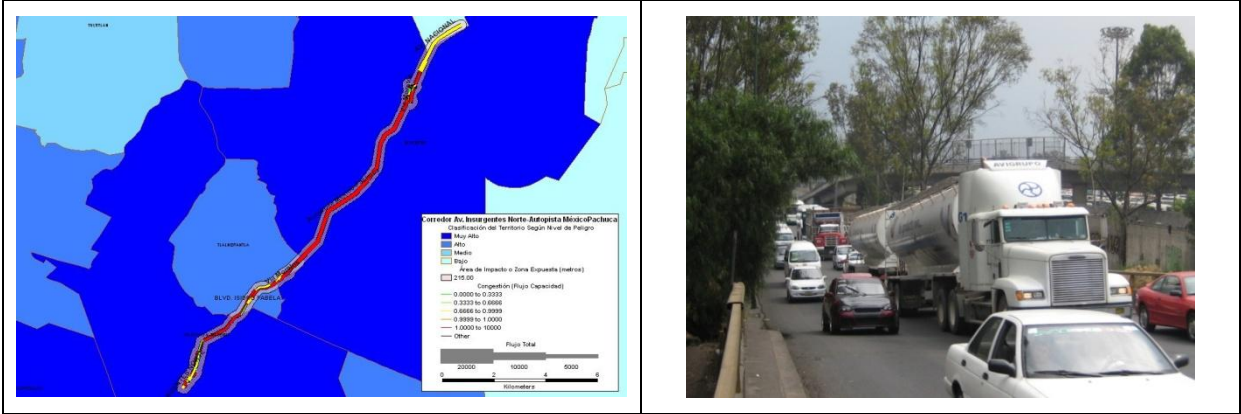 NACIONAL
TLALNEPANTLA
BLVD. ISIDRO FABELA
Corredor Av. Insurgentes Norte-Autopista MéxicoPachuca
Clasificación del Territorio Según Nivel de Peligro
Muy Alto
Alto
Medio
Bajo
Área de Impacto o Zona Expuesta (metros)
215.00
Congestión (Flujo Capacidad)
0.0000 to 0.3333
0.3333 to 0.6666
0.6666 to 0.9999
0.9999 to 1.0000
1.0000 to 10000
Other
Flujo Total
20000 10000 5000
0 2 4 6
Kilometers